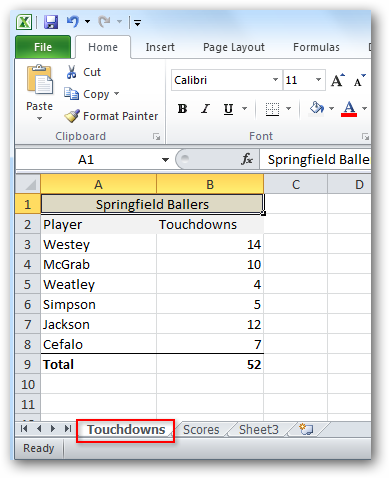 File Home Insert Page Layout Formulas D
Cut
Copy
Format Painter
Paste
Calibri 11 A A
B I U A
Clipboard Font
A1 fx Springfield Balle
A B C D
1 Springfield Ballers
2 Player Touchdowns
3 Westey 14
4 McGrab 10
5 Weatley 4
6 Simpson 5
7 Jackson 12
8 Cefalo 7
9 Total 52
10
11
Touchdowns Scores Sheet3
Ready